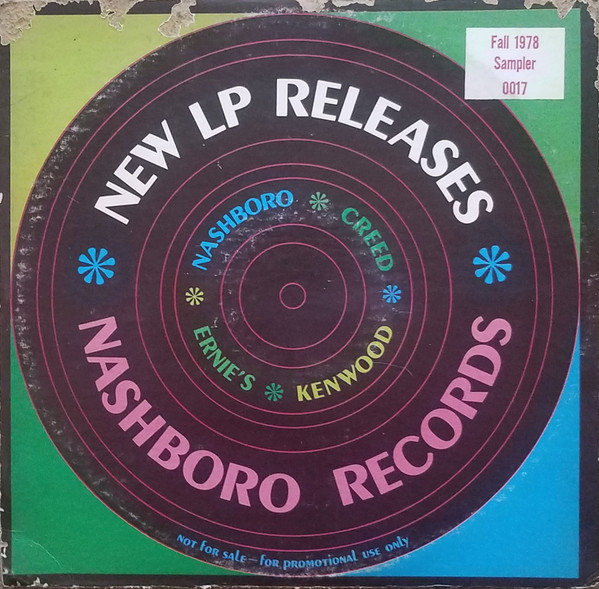 Fall 1978
Sampler
0017
NEW LP RELEASES
NASHBORO * CREED *
ERNIE'S * KENWOOD
NASHBORO RECORDS
NOT FOR SALE - FOR PROMOTIONAL USE ONLY